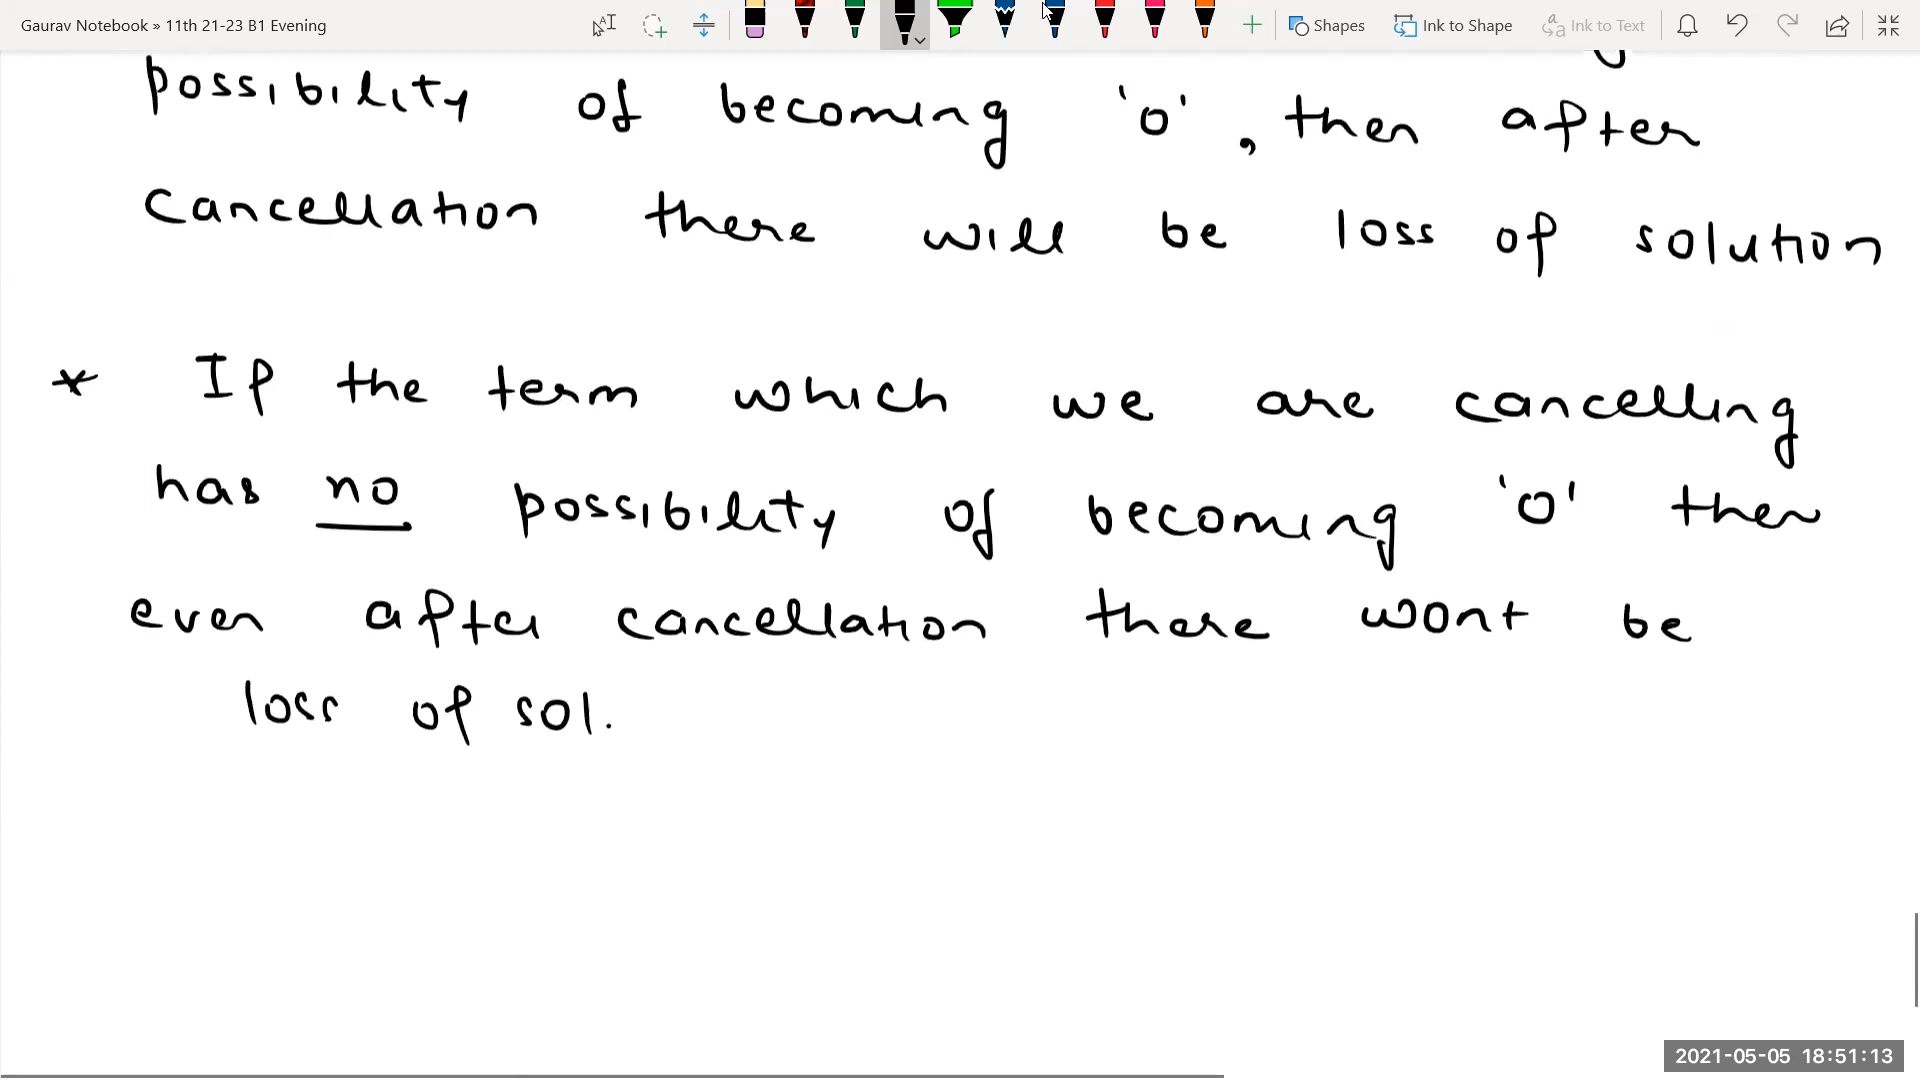 Gaurav Notebook » 11th 21-23 B1 Evening
Shapes
Ink to Shape
Ink to Text
possibility of becoming '0', then after
cancellation there will be loss of solution
* If the term which we are cancelling
has no possibility of becoming '0' then
even after cancellation there wont be
loss of sol.
2021-05-05 18:51:13